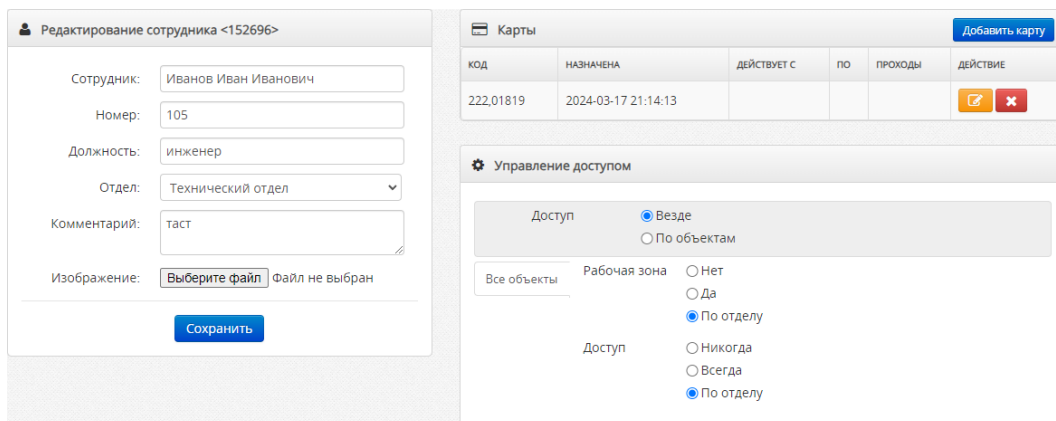 Редактирование сотрудника <152696>
Сотрудник: Иванов Иван Иванович
Номер: 105
Должность: инженер
Отдел: Технический отдел
Комментарий: таст
Изображение: Выберите файл Файл не выбран
Сохранить
Карты Добавить карту
КОД НАЗНАЧЕНА ДЕЙСТВУЕТ С ПО ПРОХОДЫ ДЕЙСТВИЕ
222,01819 2024-03-17 21:14:13
Управление доступом
Доступ Везде
По объектам
Все объекты Рабочая зона Нет
Да
По отделу
Доступ Никогда
Всегда
По отделу